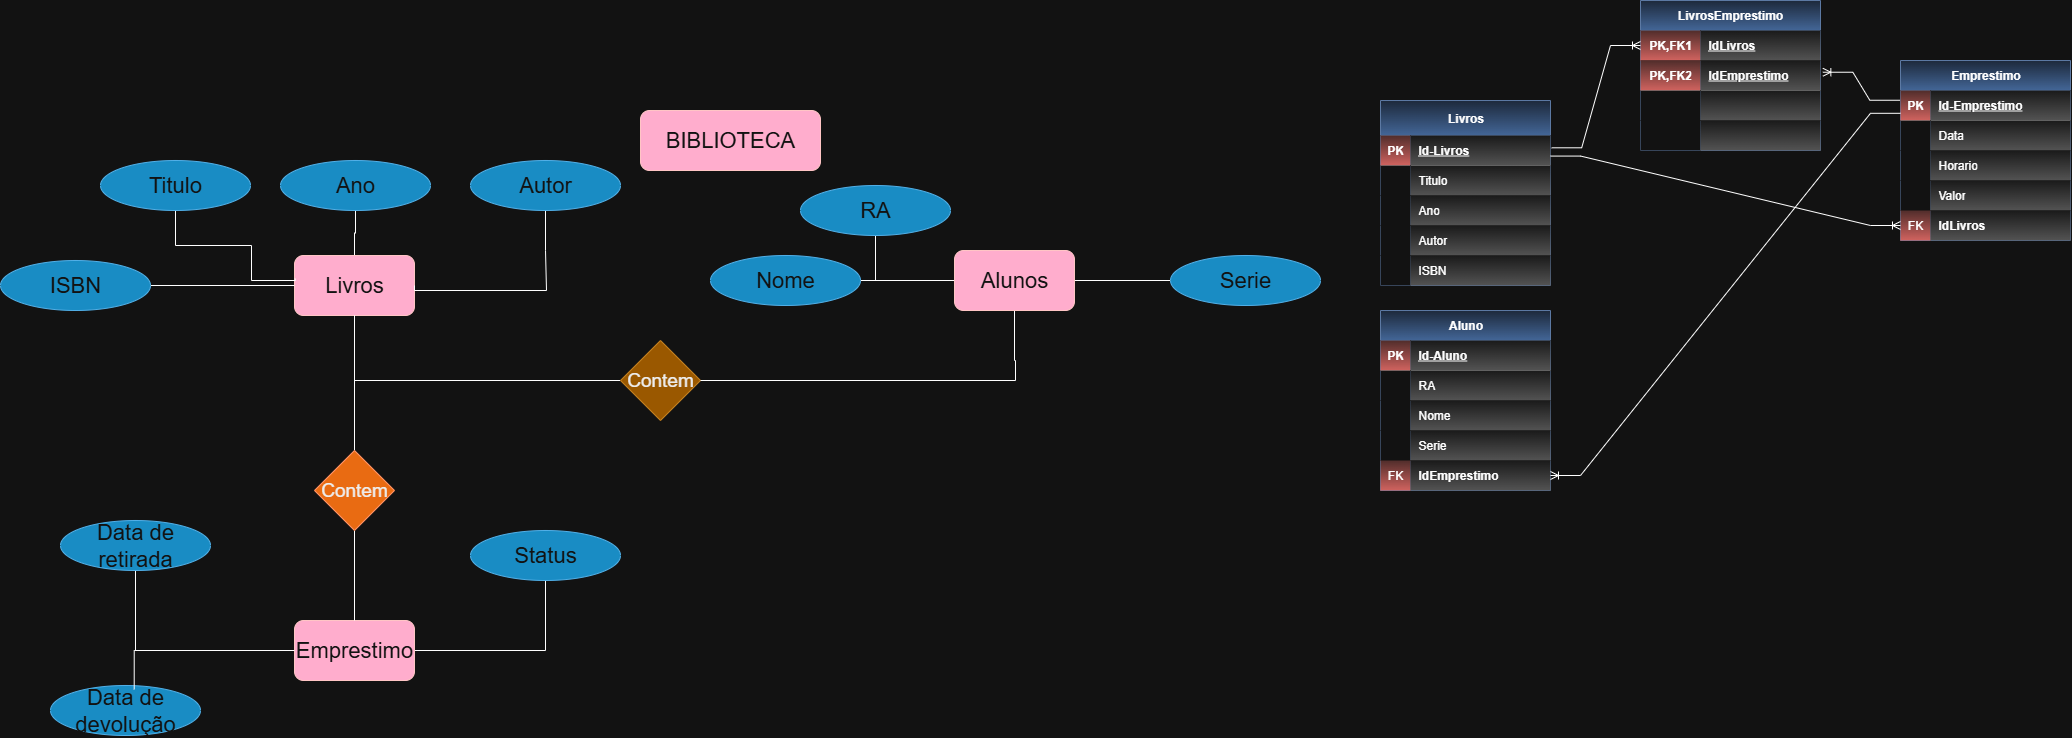 BIBLIOTECA
Titulo
Ano
Autor
ISBN
Livros
RA
Nome
Alunos
Serie
Contem
Contem
Data de
retirada
Status
Emprestimo
Data de
devolução
LivrosEmprestimo
PK,FK1 IdLivros
PK,FK2 IdEmprestimo
Emprestimo
PK Id-Emprestimo
Data
Horario
Valor
FK IdLivros
Livros
PK Id-Livros
Titulo
Ano
Autor
ISBN
Aluno
PK Id-Aluno
RA
Nome
Serie
FK IdEmprestimo